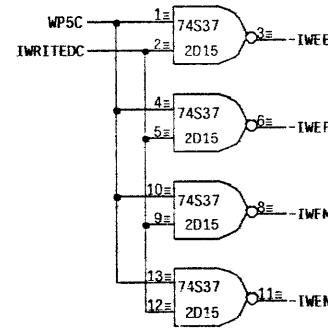 WP5C
IWRITEDC
1≡
2≡
74S37
2D15
3≡
-IWEE
4≡
5≡
74S37
2D15
6≡
-IWEF
10≡
9≡
74S37
2D15
8≡
-IWEM
13≡
12≡
74S37
2D15
11≡
-IWEN